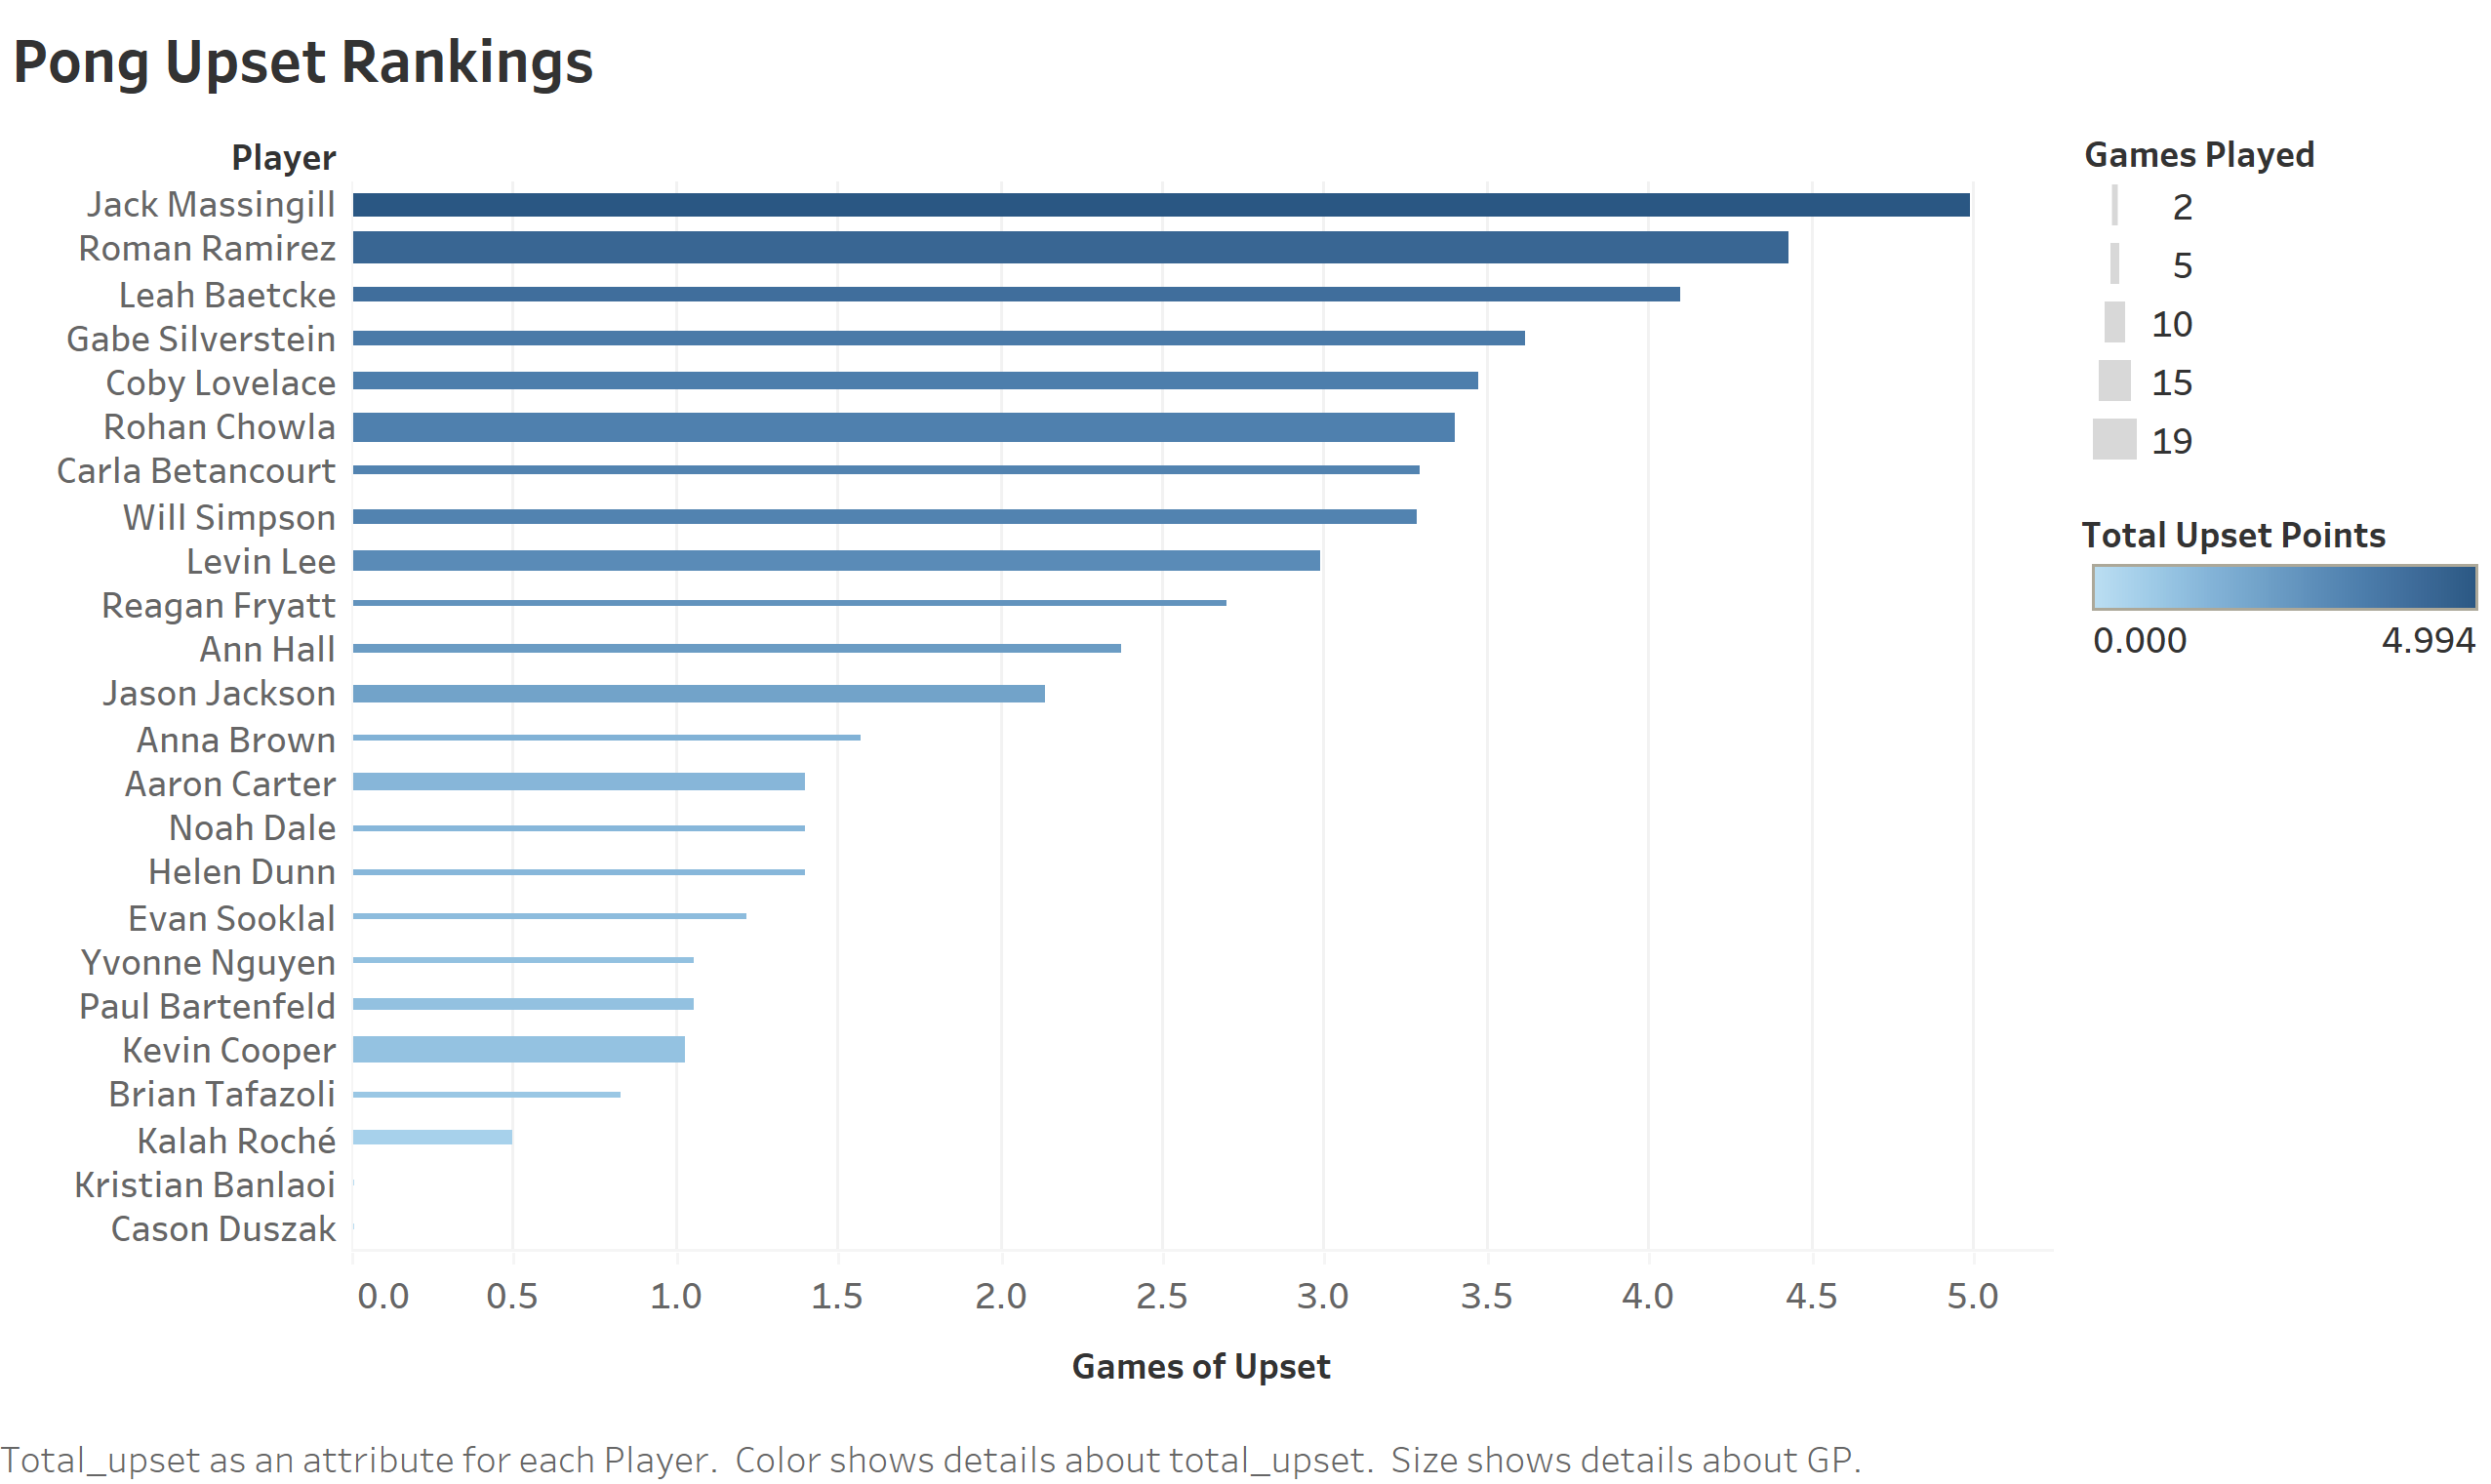 Pong Upset Rankings
Player
Jack Massingill
Roman Ramirez
Leah Baetcke
Gabe Silverstein
Coby Lovelace
Rohan Chowla
Carla Betancourt
Will Simpson
Levin Lee
Reagan Fryatt
Ann Hall
Jason Jackson
Anna Brown
Aaron Carter
Noah Dale
Helen Dunn
Evan Sooklal
Yvonne Nguyen
Paul Bartenfeld
Kevin Cooper
Brian Tafazoli
Kalah Roché
Kristian Banlaoi
Cason Duszak
0.0 0.5 1.0 1.5 2.0 2.5 3.0 3.5 4.0 4.5 5.0
Games of Upset
Games Played
2
5
10
15
19
Total Upset Points
0.000 4.994
Total_upset as an attribute for each Player. Color shows details about total_upset. Size shows details about GP.